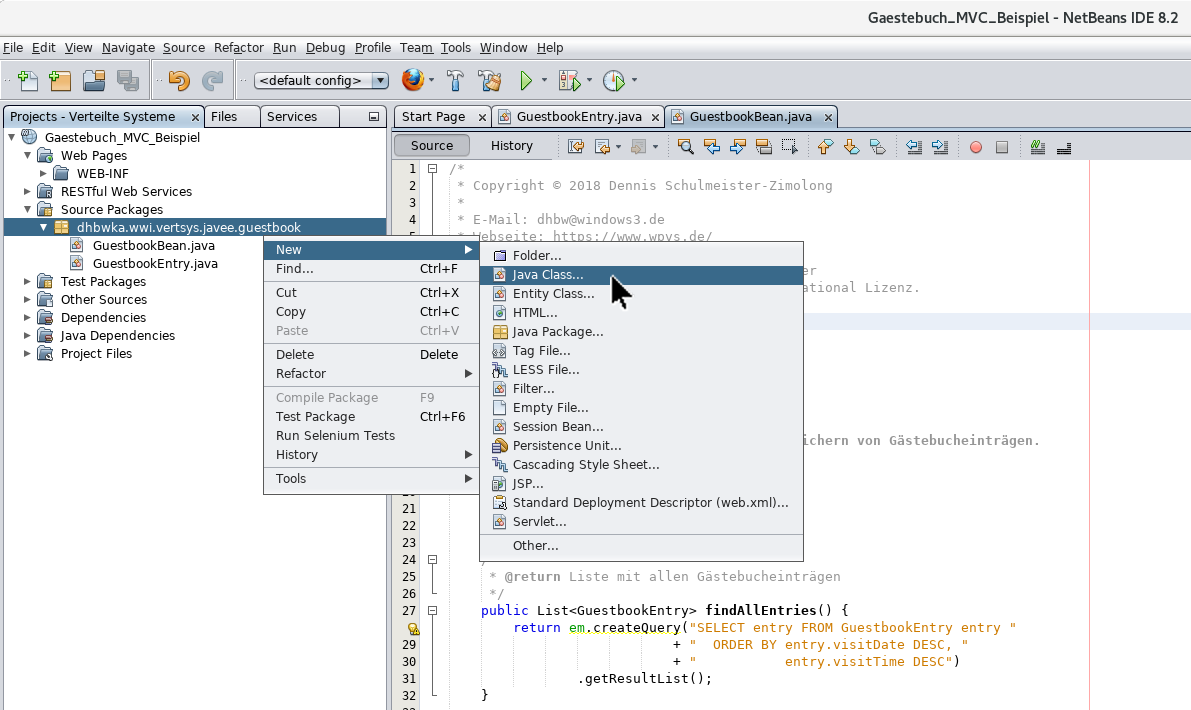 Gaestebuch_MVC_Beispiel - NetBeans IDE 8.2
File Edit View Navigate Source Refactor Run Debug Profile Team Tools Window Help
<default config>
Projects - Verteilte Systeme × Files Services
Start Page × GuestbookEntry.java × GuestbookBean.java ×
Source History
Gaestebuch_MVC_Beispiel
Web Pages
WEB-INF
RESTful Web Services
Source Packages
dhbwka.wwi.vertsys.javee.guestbook
GuestbookBean.java
GuestbookEntry.java
Test Packages
Other Sources
Dependencies
Java Dependencies
Project Files
New
Find... Ctrl+F
Cut Ctrl+X
Copy Ctrl+C
Paste Ctrl+V
Delete Delete
Refactor
Compile Package F9
Test Package Ctrl+F6
Run Selenium Tests
History
Tools
Folder...
Java Class...
Entity Class...
HTML...
Java Package...
Tag File...
LESS File...
Filter...
Empty File...
Session Bean...
Persistence Unit...
Cascading Style Sheet...
JSP...
Standard Deployment Descriptor (web.xml)...
Servlet...
Other...
1 /*
2 * Copyright © 2018 Dennis Schulmeister-Zimolong
3 *
4 * E-Mail: dhbw@windows3.de
* Webseite: https://www.wpvs.de/
er
ational Lizenz.
ichern von Gästebucheinträgen.
21
22
23
24
25 * @return Liste mit allen Gästebucheinträgen
26 */
27 public List<GuestbookEntry> findAllEntries() {
return em.createQuery("SELECT entry FROM GuestbookEntry entry "
29 + "  ORDER BY entry.visitDate DESC, "
30 + "           entry.visitTime DESC")
31 .getResultList();
32 }